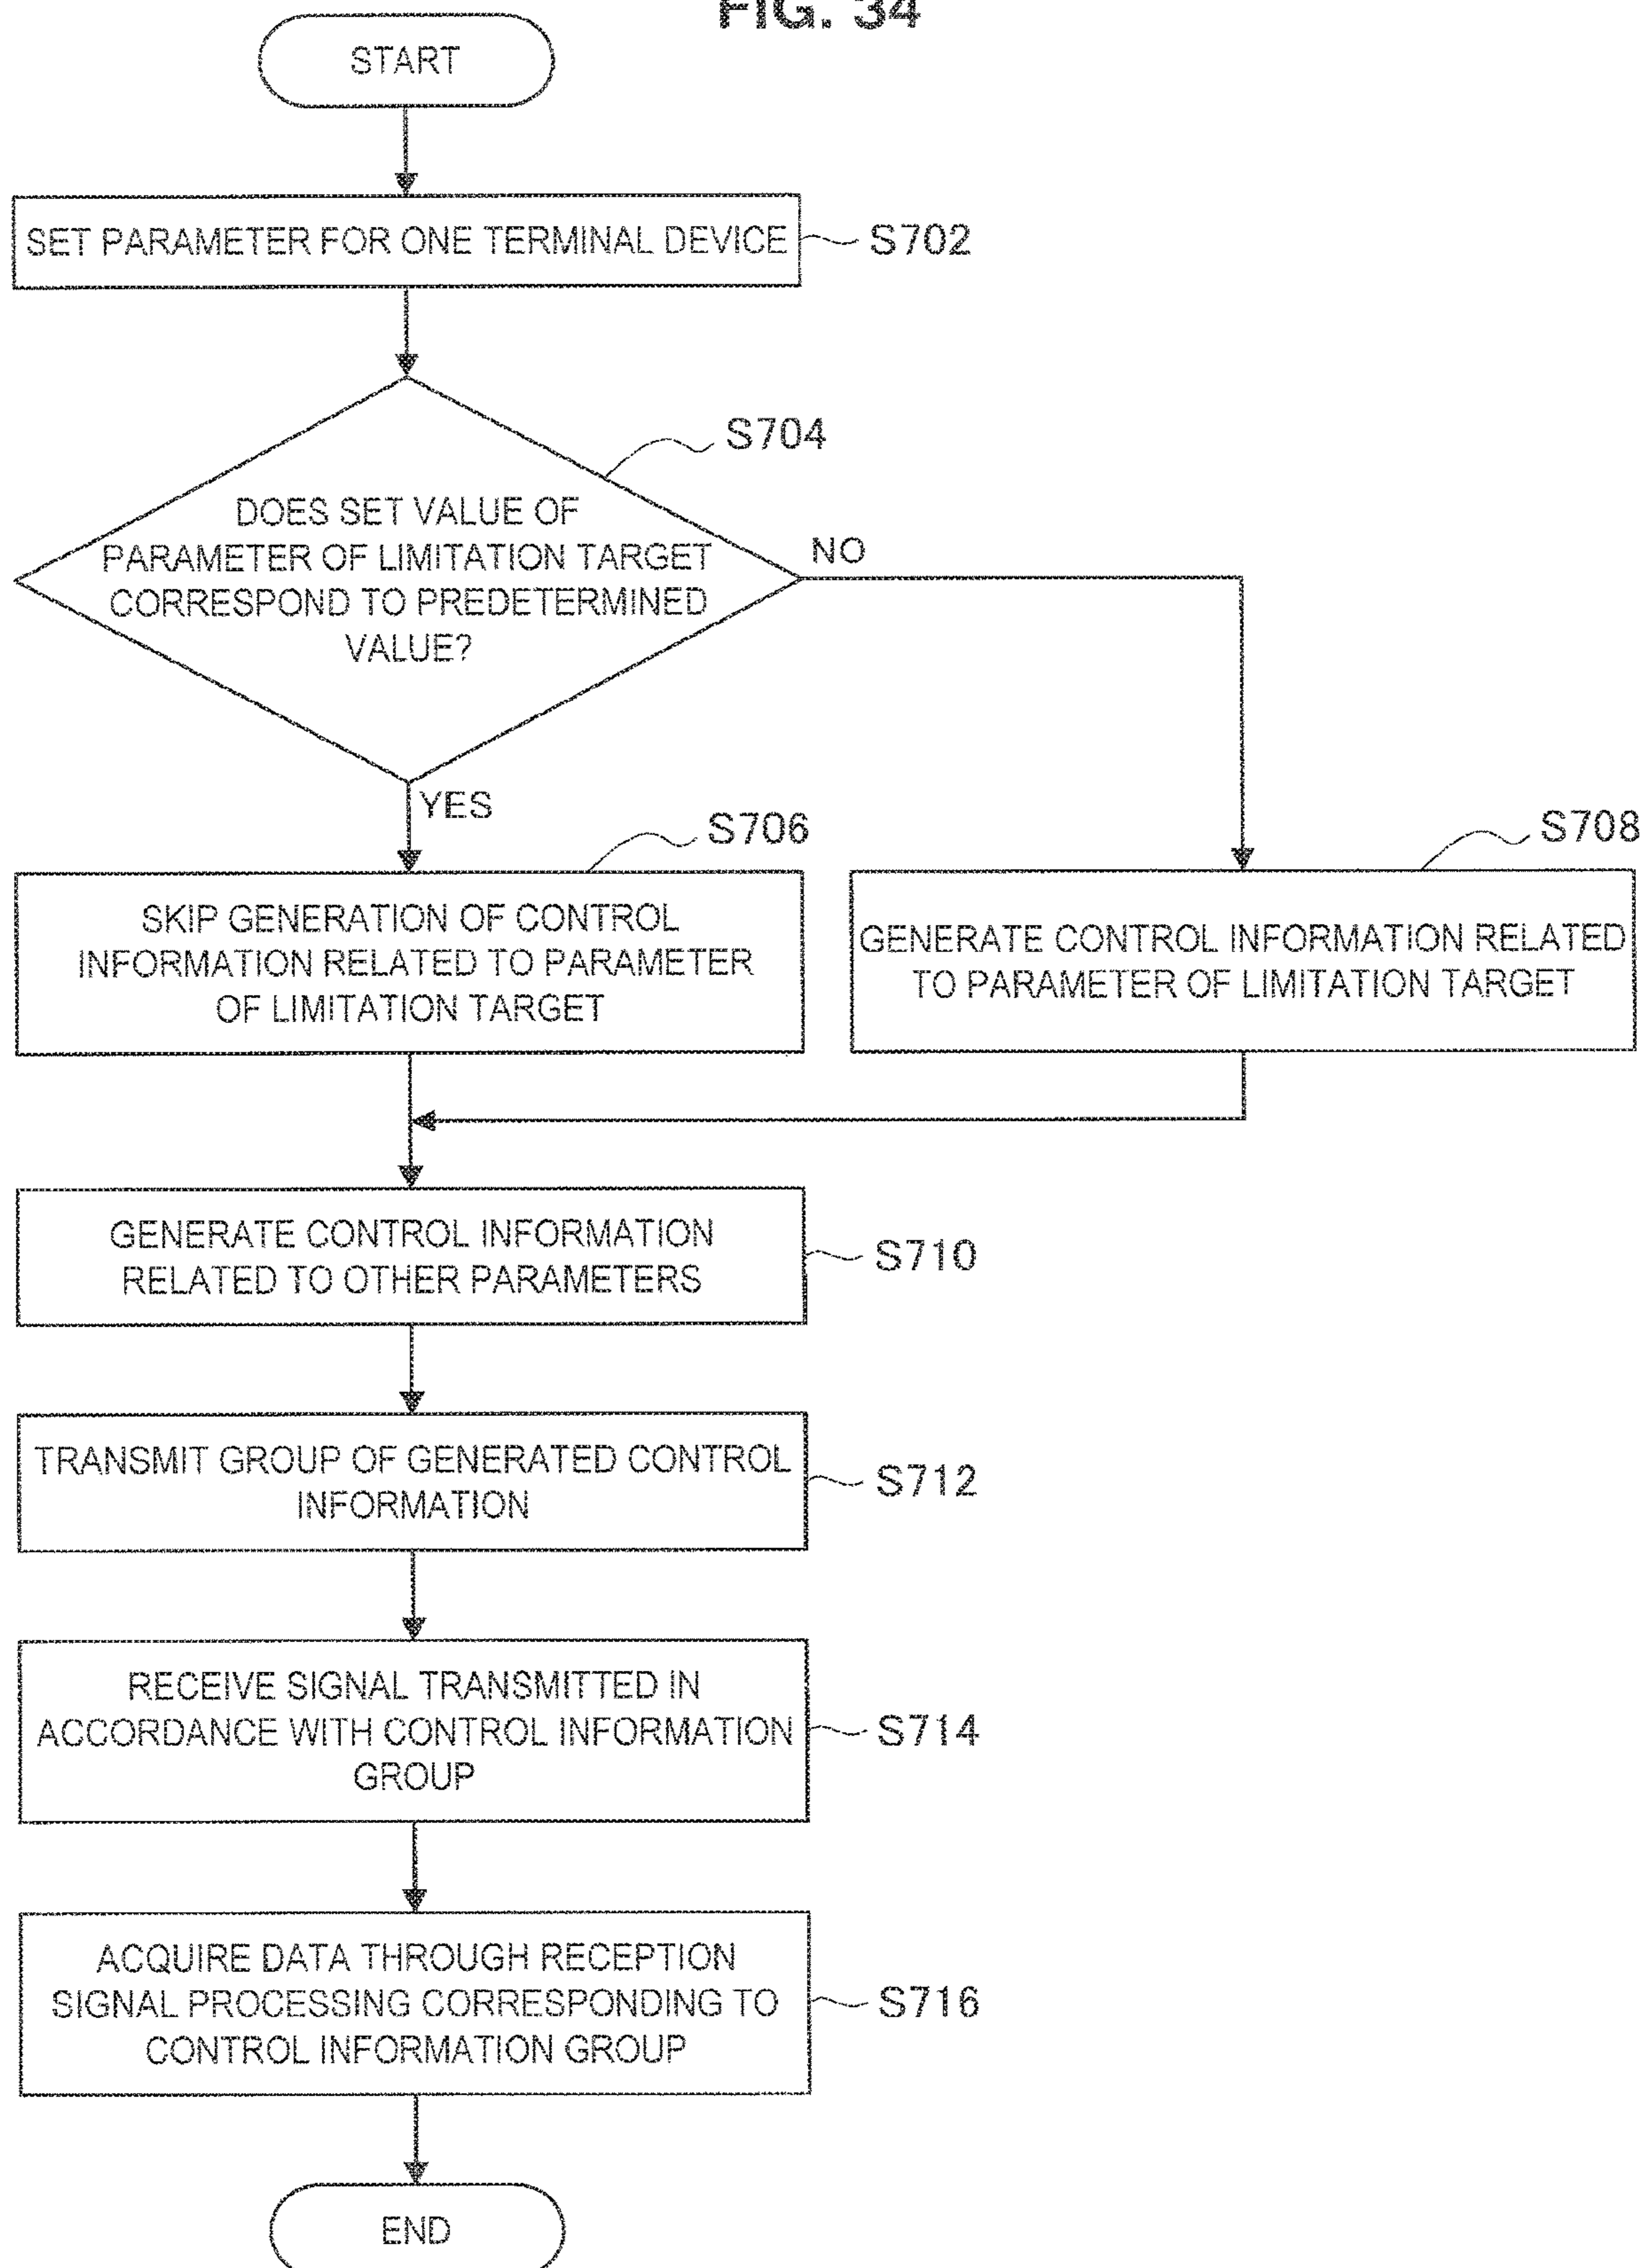 FIG. 34
START
SET PARAMETER FOR ONE TERMINAL DEVICE
S702
S704
DOES SET VALUE OF
PARAMETER OF LIMITATION TARGET
CORRESPOND TO PREDETERMINED
VALUE?
NO
YES
S706
SKIP GENERATION OF CONTROL
INFORMATION RELATED TO PARAMETER
OF LIMITATION TARGET
S708
GENERATE CONTROL INFORMATION RELATED
TO PARAMETER OF LIMITATION TARGET
GENERATE CONTROL INFORMATION
RELATED TO OTHER PARAMETERS
S710
TRANSMIT GROUP OF GENERATED CONTROL
INFORMATION
S712
RECEIVE SIGNAL TRANSMITTED IN
ACCORDANCE WITH CONTROL INFORMATION
GROUP
S714
ACQUIRE DATA THROUGH RECEPTION
SIGNAL PROCESSING CORRESPONDING TO
CONTROL INFORMATION GROUP
S716
END